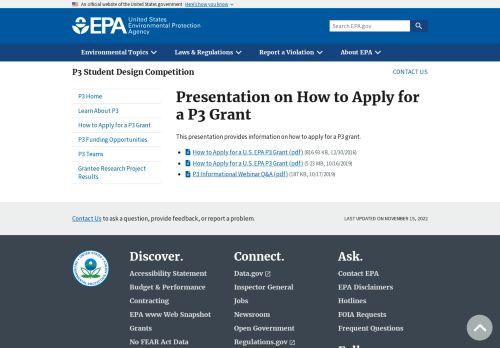 An official website of the United States government Here's how you know
EPA United States
Environmental Protection
Agency
Search EPA.gov
Environmental Topics Laws & Regulations Report a Violation About EPA
P3 Student Design Competition
CONTACT US
P3 Home
Learn About P3
How to Apply for a P3 Grant
P3 Funding Opportunities
P3 Teams
Grantee Research Project
Results
Presentation on How to Apply for
a P3 Grant
This presentation provides information on how to apply for a P3 grant.
How to Apply for a U.S. EPA P3 Grant (pdf) (816.93 KB, 12/30/2016)
How to Apply for a U.S. EPA P3 Grant (pdf) (5.23 MB, 10/16/2019)
P3 Informational Webinar Q&A (pdf) (187 KB, 10/17/2019)
Contact Us to ask a question, provide feedback, or report a problem.
LAST UPDATED ON NOVEMBER 15, 2022
Discover.
Accessibility Statement
Budget & Performance
Contracting
EPA www Web Snapshot
Grants
No FEAR Act Data
Connect.
Data.gov
Inspector General
Jobs
Newsroom
Open Government
Regulations.gov
Ask.
Contact EPA
EPA Disclaimers
Hotlines
FOIA Requests
Frequent Questions